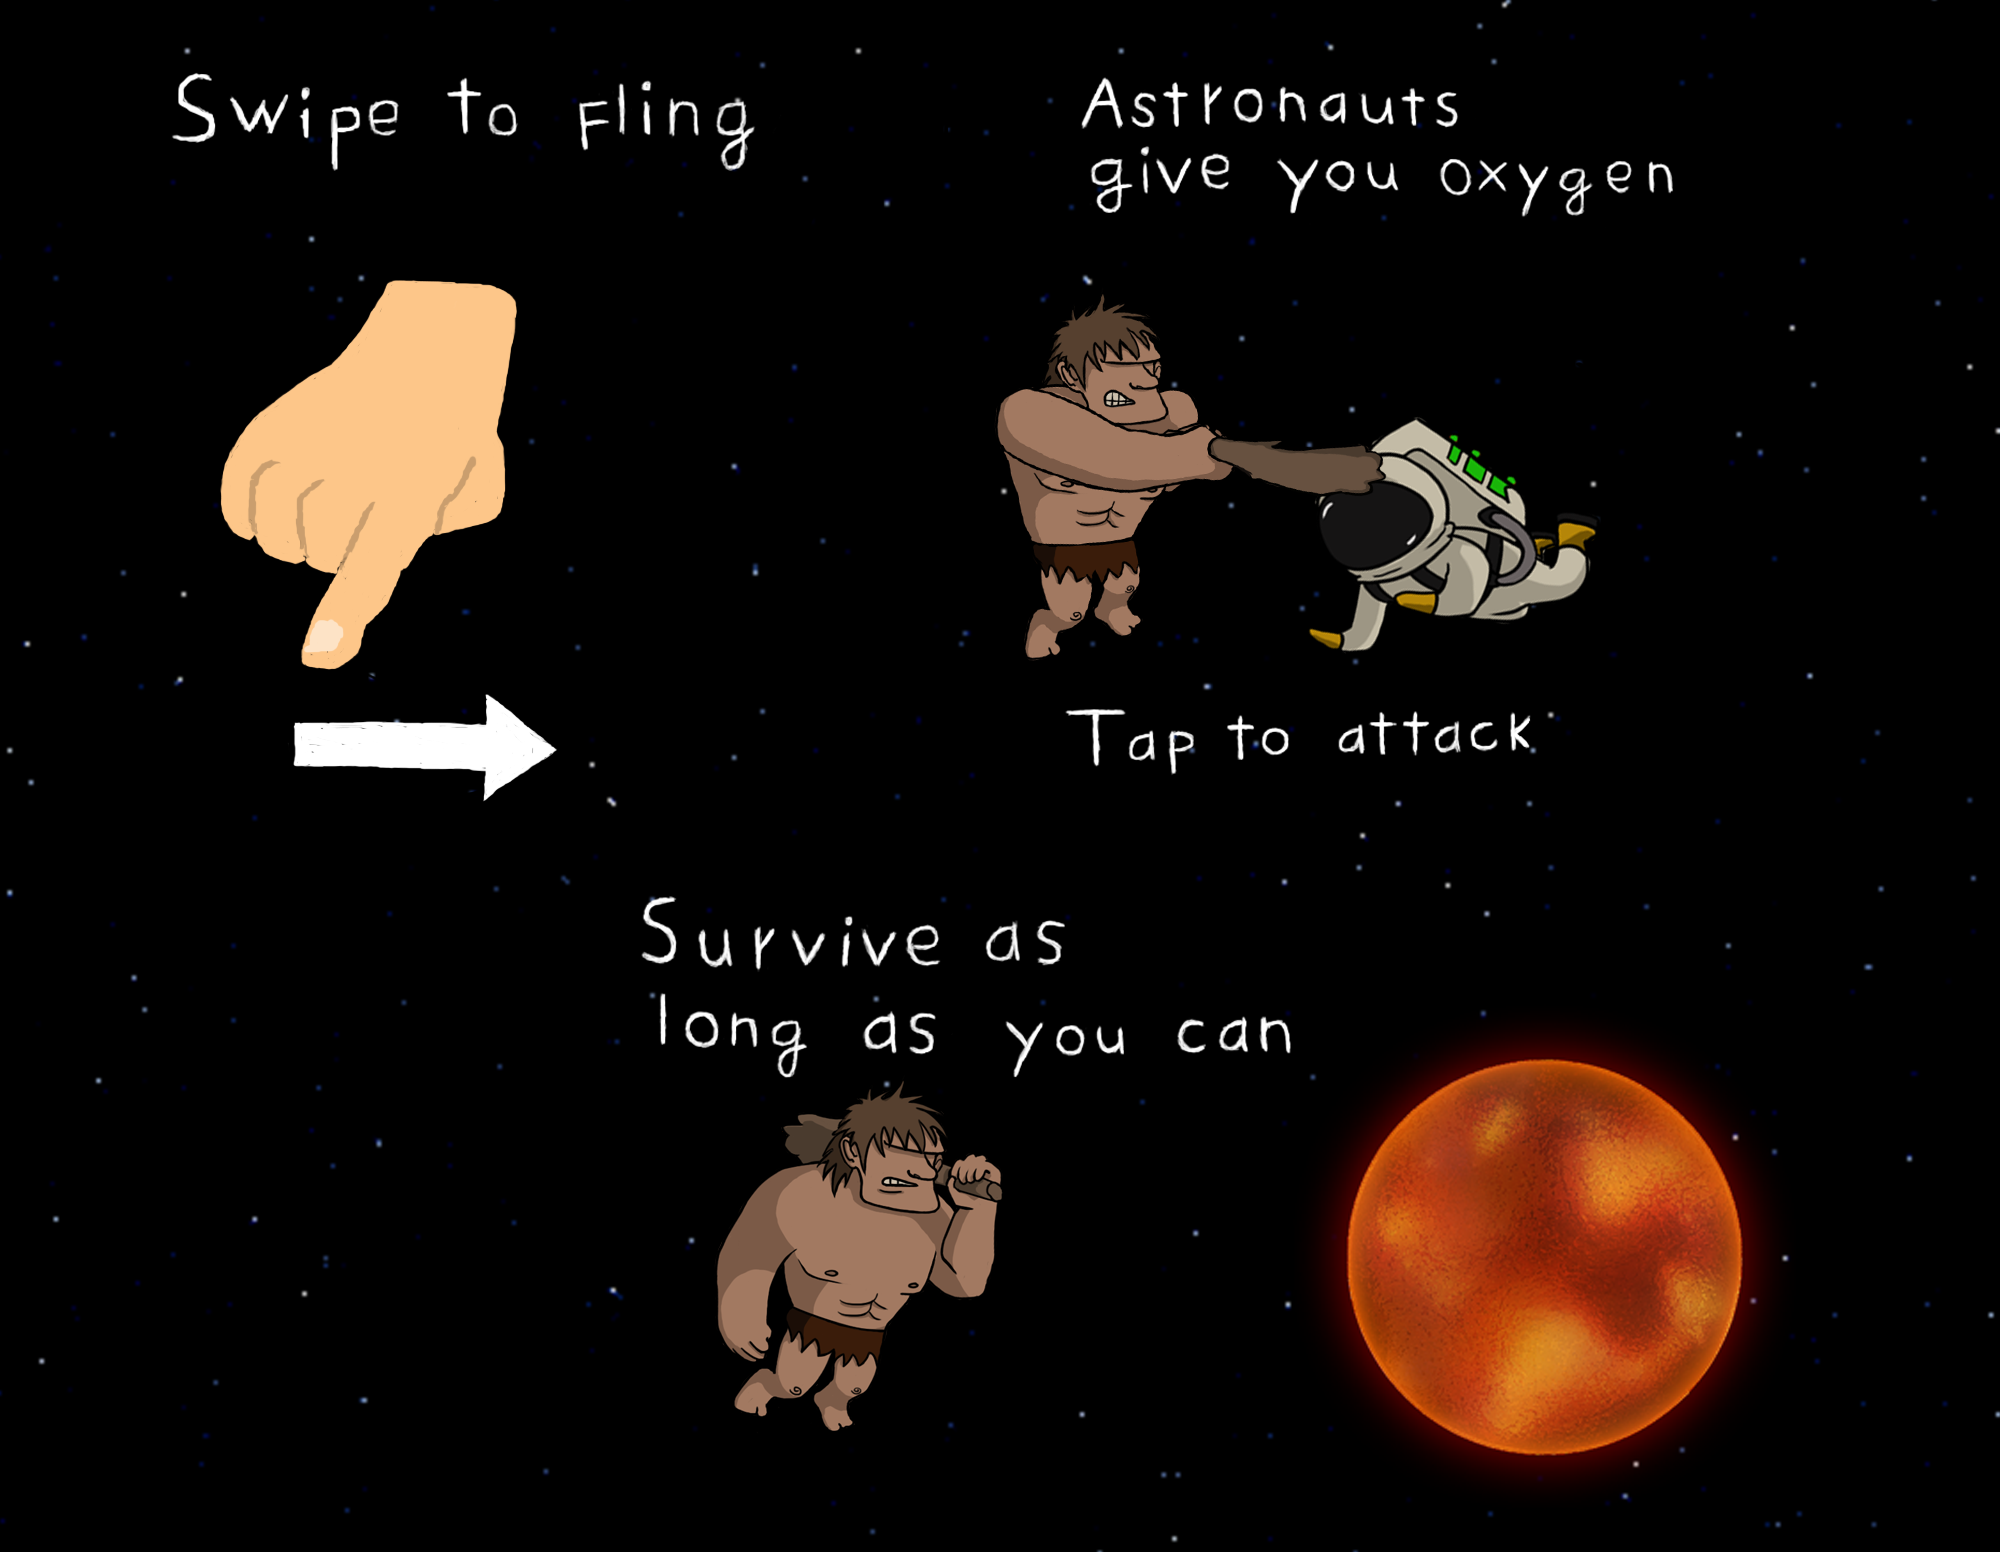 Swipe to Fling
Astronauts
give you oxygen
Tap to attack
Survive as
long as you can